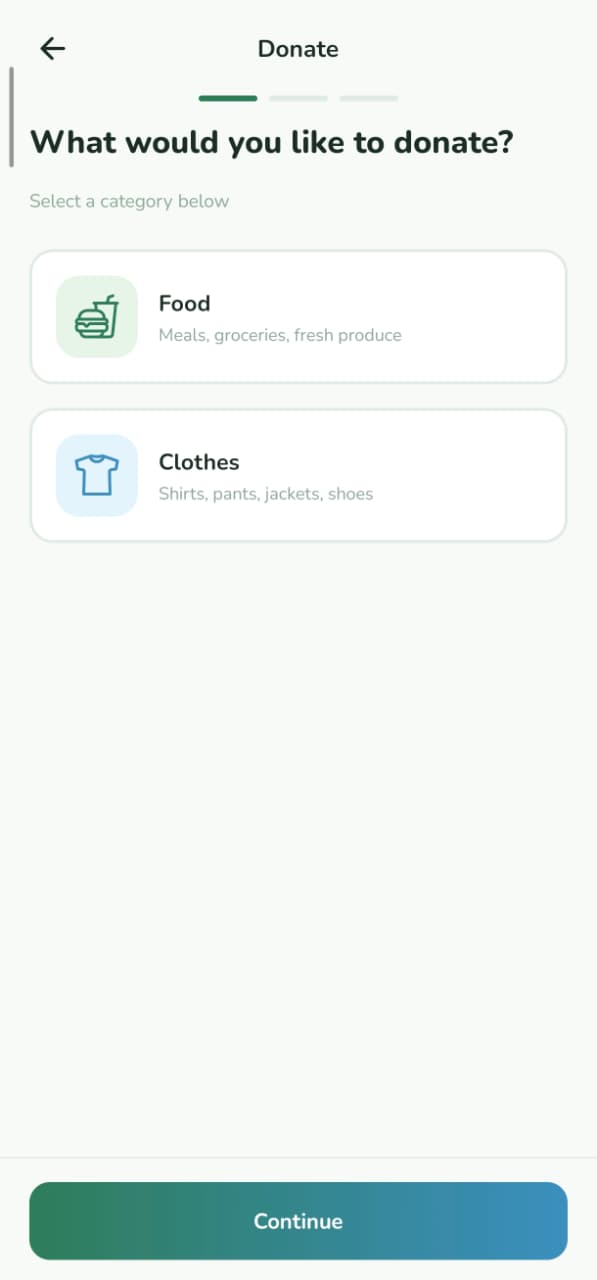 Donate
What would you like to donate?
Select a category below
Food
Meals, groceries, fresh produce
Clothes
Shirts, pants, jackets, shoes
Continue